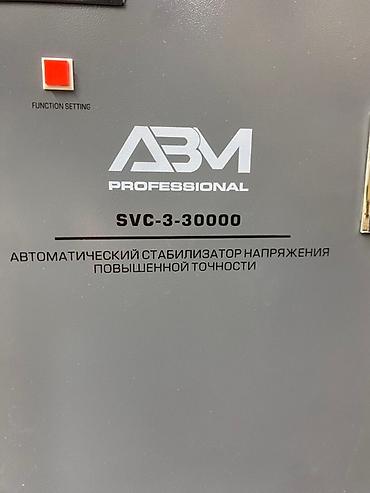 FUNCTION SETTING
ABM
PROFESSIONAL
SVC-3-30000
АВТОМАТИЧЕСКИЙ СТАБИЛИЗАТОР НАПРЯЖЕНИЯ
ПОВЫШЕННОЙ ТОЧНОСТИ